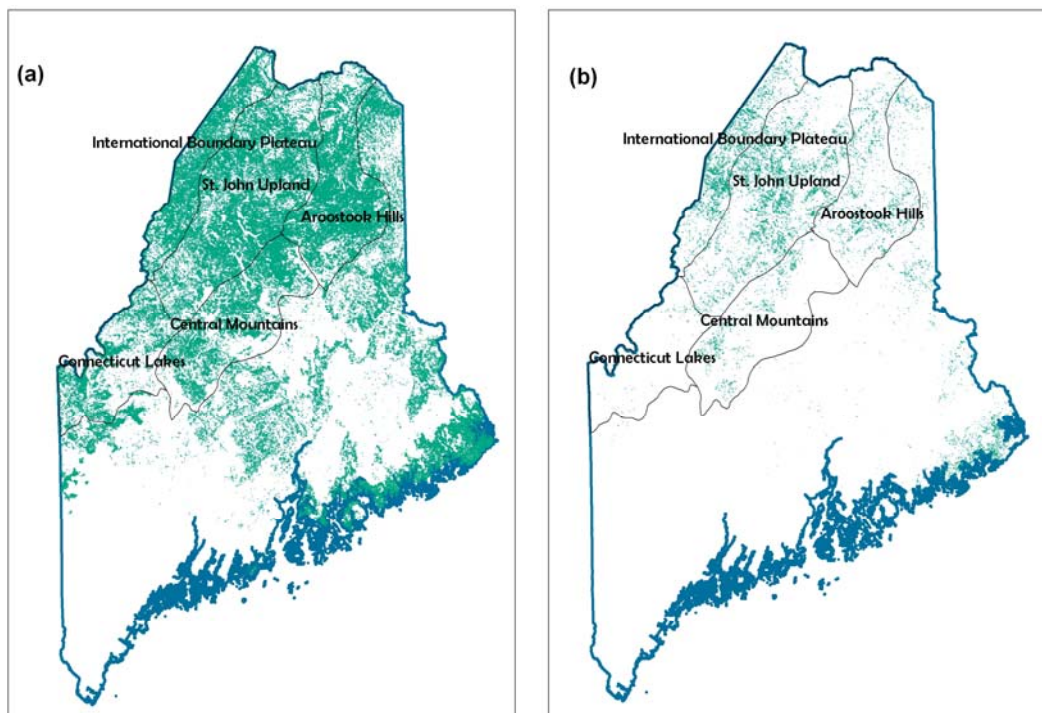 (a)
International Boundary Plateau
St. John Upland
Aroostook Hills
Central Mountains
Connecticut Lakes
(b)
International Boundary Plateau
St. John Upland
Aroostook Hills
Central Mountains
Connecticut Lakes